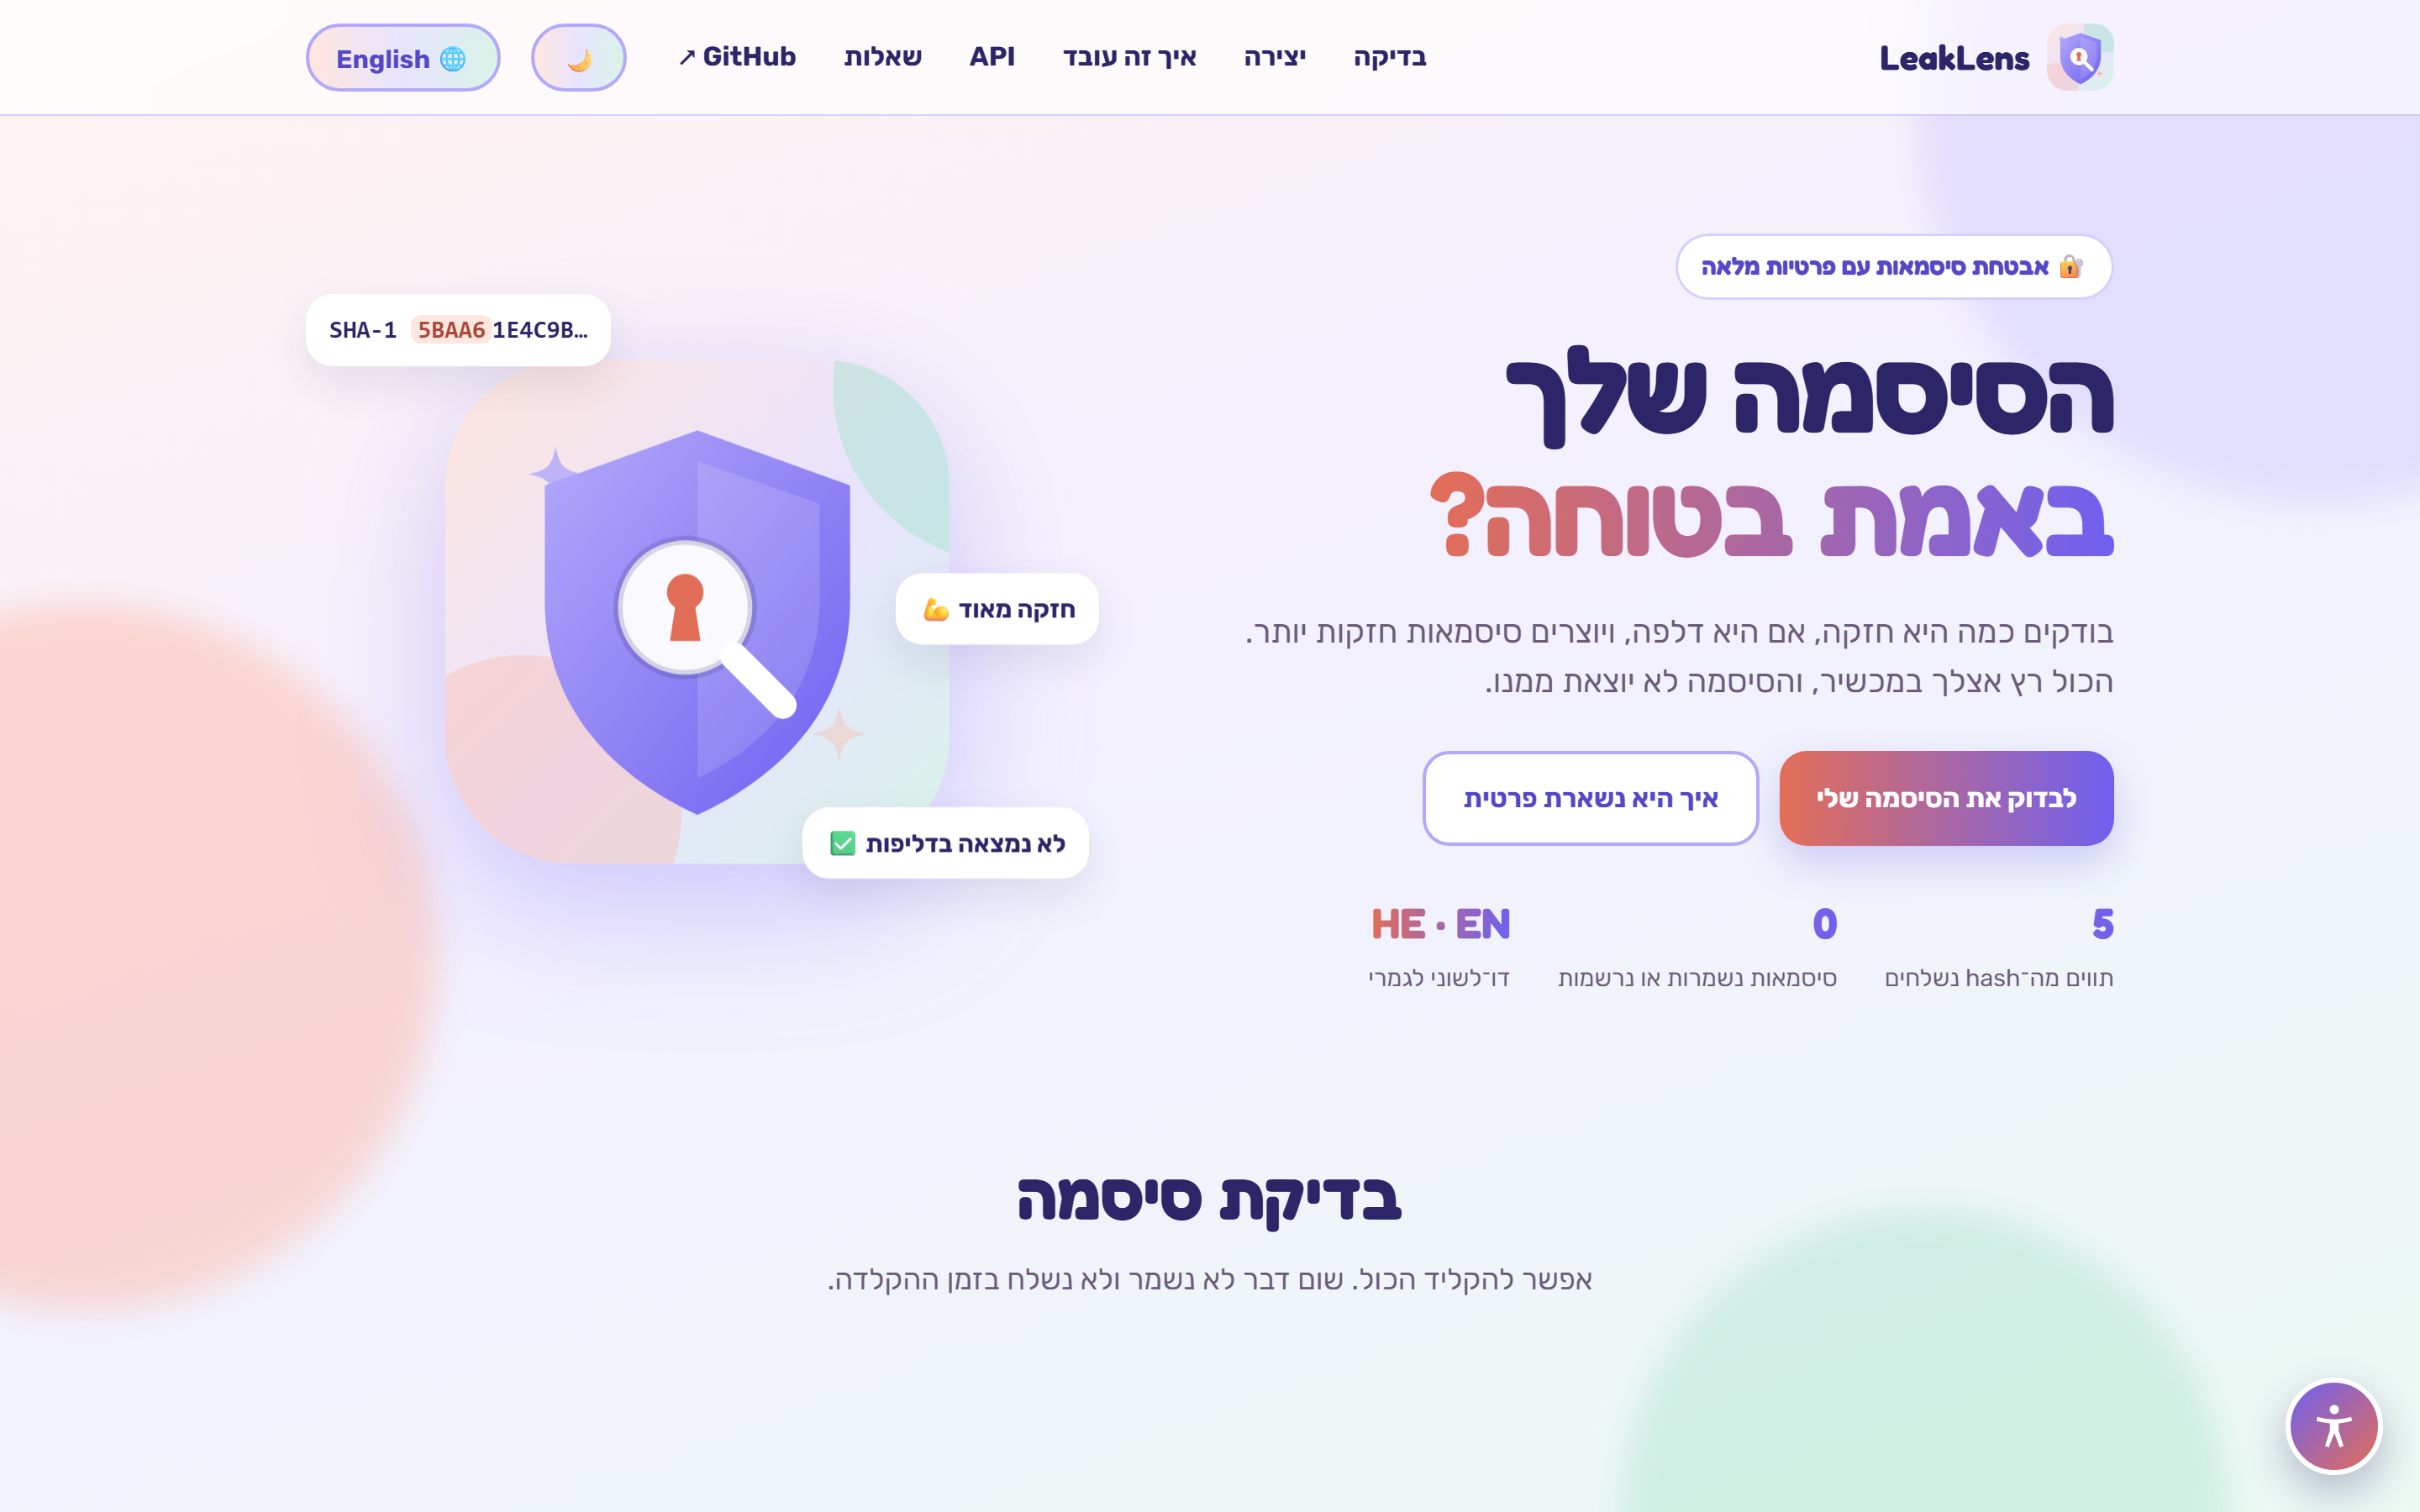 LeakLens
בדיקה
יצירה
איך זה עובד
API
שאלות
GitHub ↗
🌙
🌐 English
🔐 אבטחת סיסמאות עם פרטיות מלאה
הסיסמה שלך
באמת בטוחה?
בודקים כמה היא חזקה, אם היא דלפה, ויוצרים סיסמאות חזקות יותר.
הכול רץ אצלך במכשיר, והסיסמה לא יוצאת ממנו.
לבדוק את הסיסמה שלי
איך היא נשארת פרטית
5
תווים מה־hash נשלחים
0
סיסמאות נשמרות או נרשמות
HE · EN
דו־לשוני לגמרי
SHA-1 5BAA61E4C9B…
חזקה מאוד 💪
לא נמצאה בדליפות ✅
בדיקת סיסמה
אפשר להקליד הכול. שום דבר לא נשמר ולא נשלח בזמן ההקלדה.